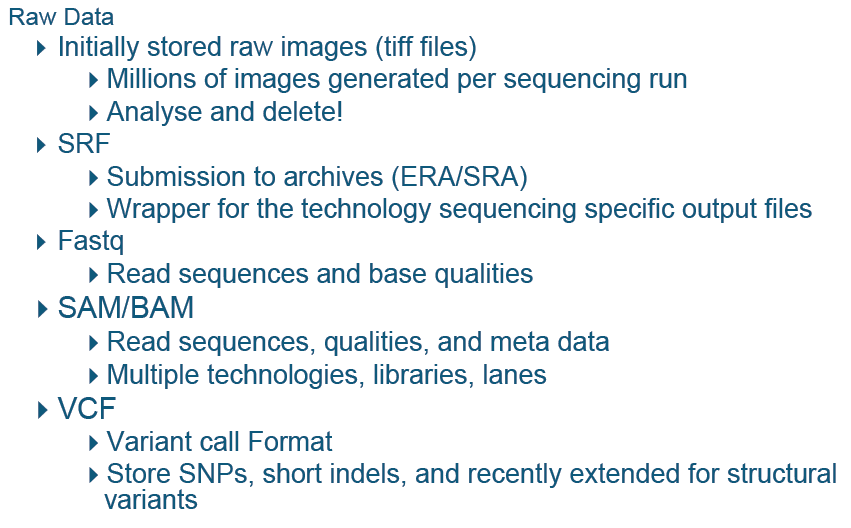 Raw Data
Initially stored raw images (tiff files)
Millions of images generated per sequencing run
Analyse and delete!
SRF
Submission to archives (ERA/SRA)
Wrapper for the technology sequencing specific output files
Fastq
Read sequences and base qualities
SAM/BAM
Read sequences, qualities, and meta data
Multiple technologies, libraries, lanes
VCF
Variant call Format
Store SNPs, short indels, and recently extended for structural
variants